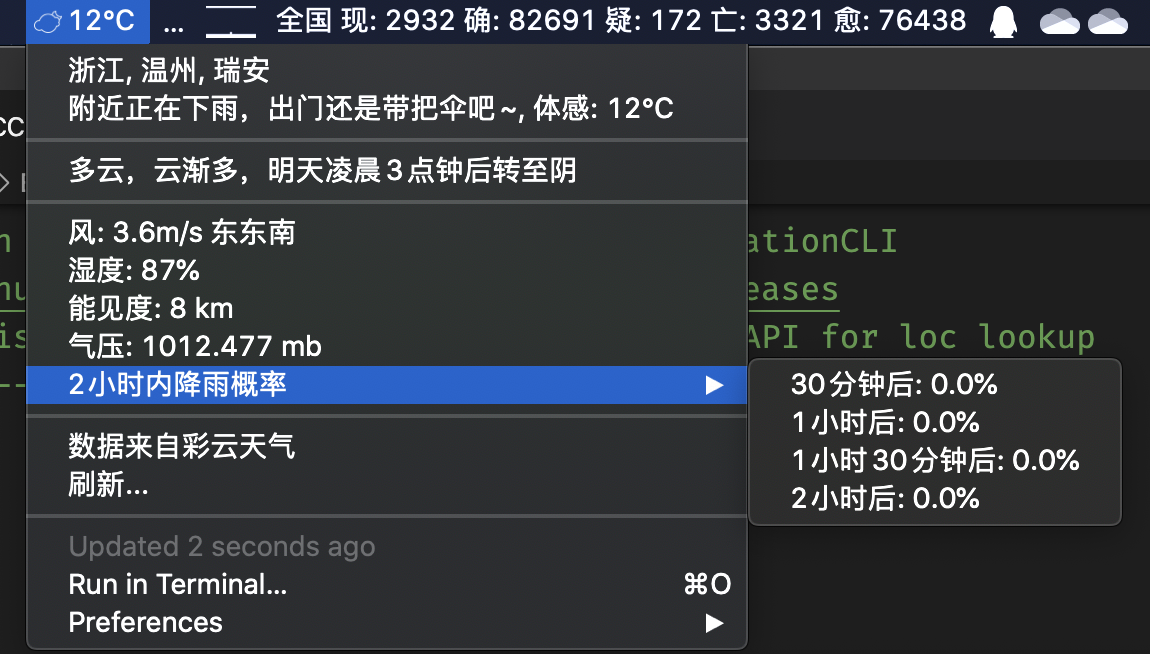 12°C ... 全国 现: 2932 确: 82691 疑: 172 亡: 3321 愈: 76438
浙江, 温州, 瑞安
附近正在下雨，出门还是带把伞吧～, 体感: 12°C
多云，云渐多，明天凌晨3点钟后转至阴
风: 3.6m/s 东东南
湿度: 87%
能见度: 8 km
气压: 1012.477 mb
2小时内降雨概率
30分钟后: 0.0%
1小时后: 0.0%
1小时30分钟后: 0.0%
2小时后: 0.0%
数据来自彩云天气
刷新...
Updated 2 seconds ago
Run in Terminal... ⌘O
Preferences
ationCLI
eases
API for loc lookup